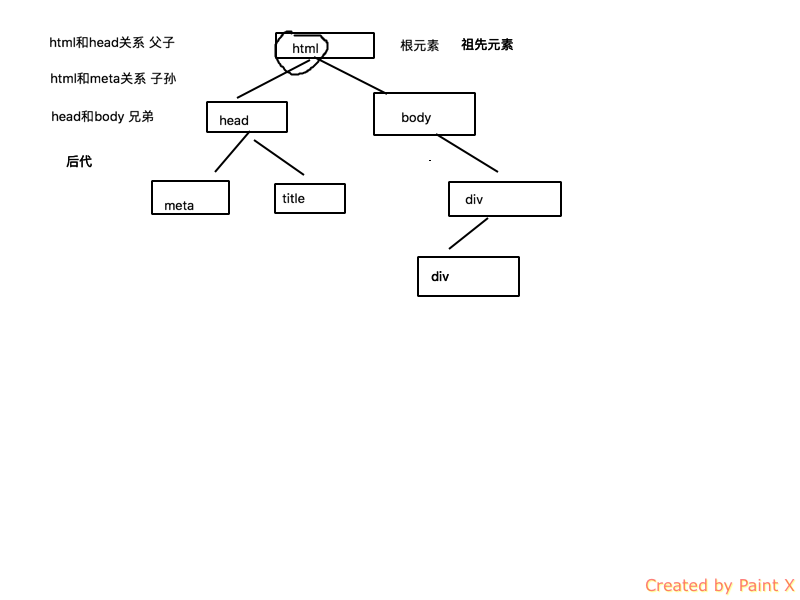 html和head关系 父子
html
根元素
祖先元素
html和meta关系 子孙
head和body 兄弟
head
body
后代
meta
title
div
div
Created by Paint X